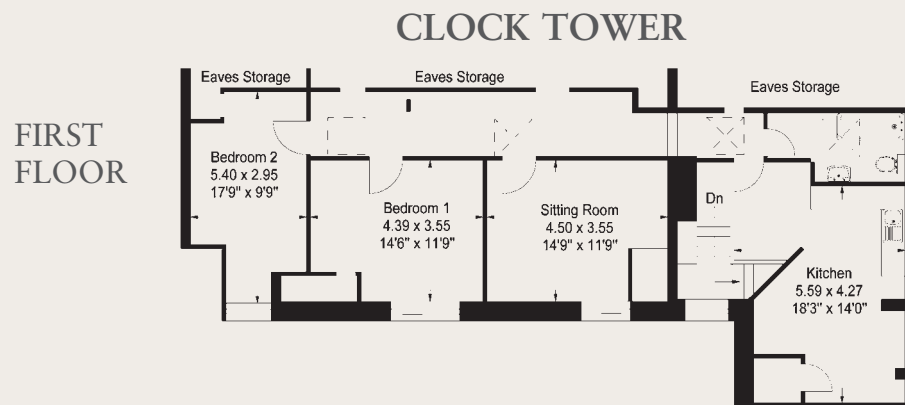 CLOCK TOWER
FIRST
FLOOR
Eaves Storage
Eaves Storage
Eaves Storage
Bedroom 2
5.40 x 2.95
17'9" x 9'9"
Bedroom 1
4.39 x 3.55
14'6" x 11'9"
Sitting Room
4.50 x 3.55
14'9" x 11'9"
Dn
Kitchen
5.59 x 4.27
18'3" x 14'0"